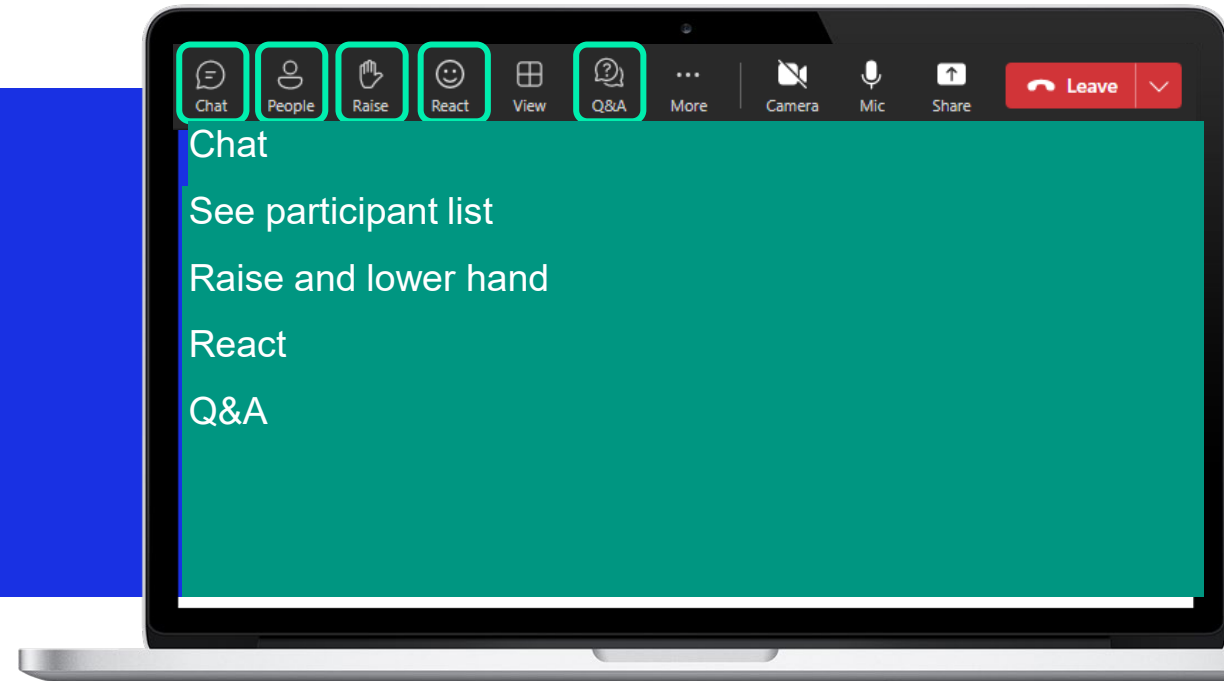 Chat People Raise React View Q&A More Camera Mic Share Leave
Chat
See participant list
Raise and lower hand
React
Q&A